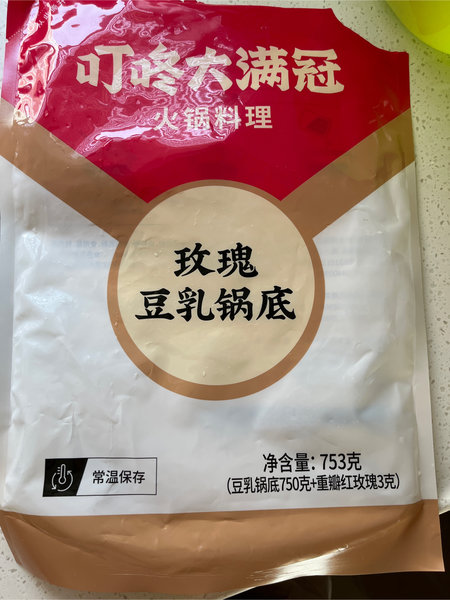 叮咚大满冠
火锅料理
玫瑰
豆乳锅底
常温保存
净含量: 753克
(豆乳锅底750克+重瓣红玫瑰3克)